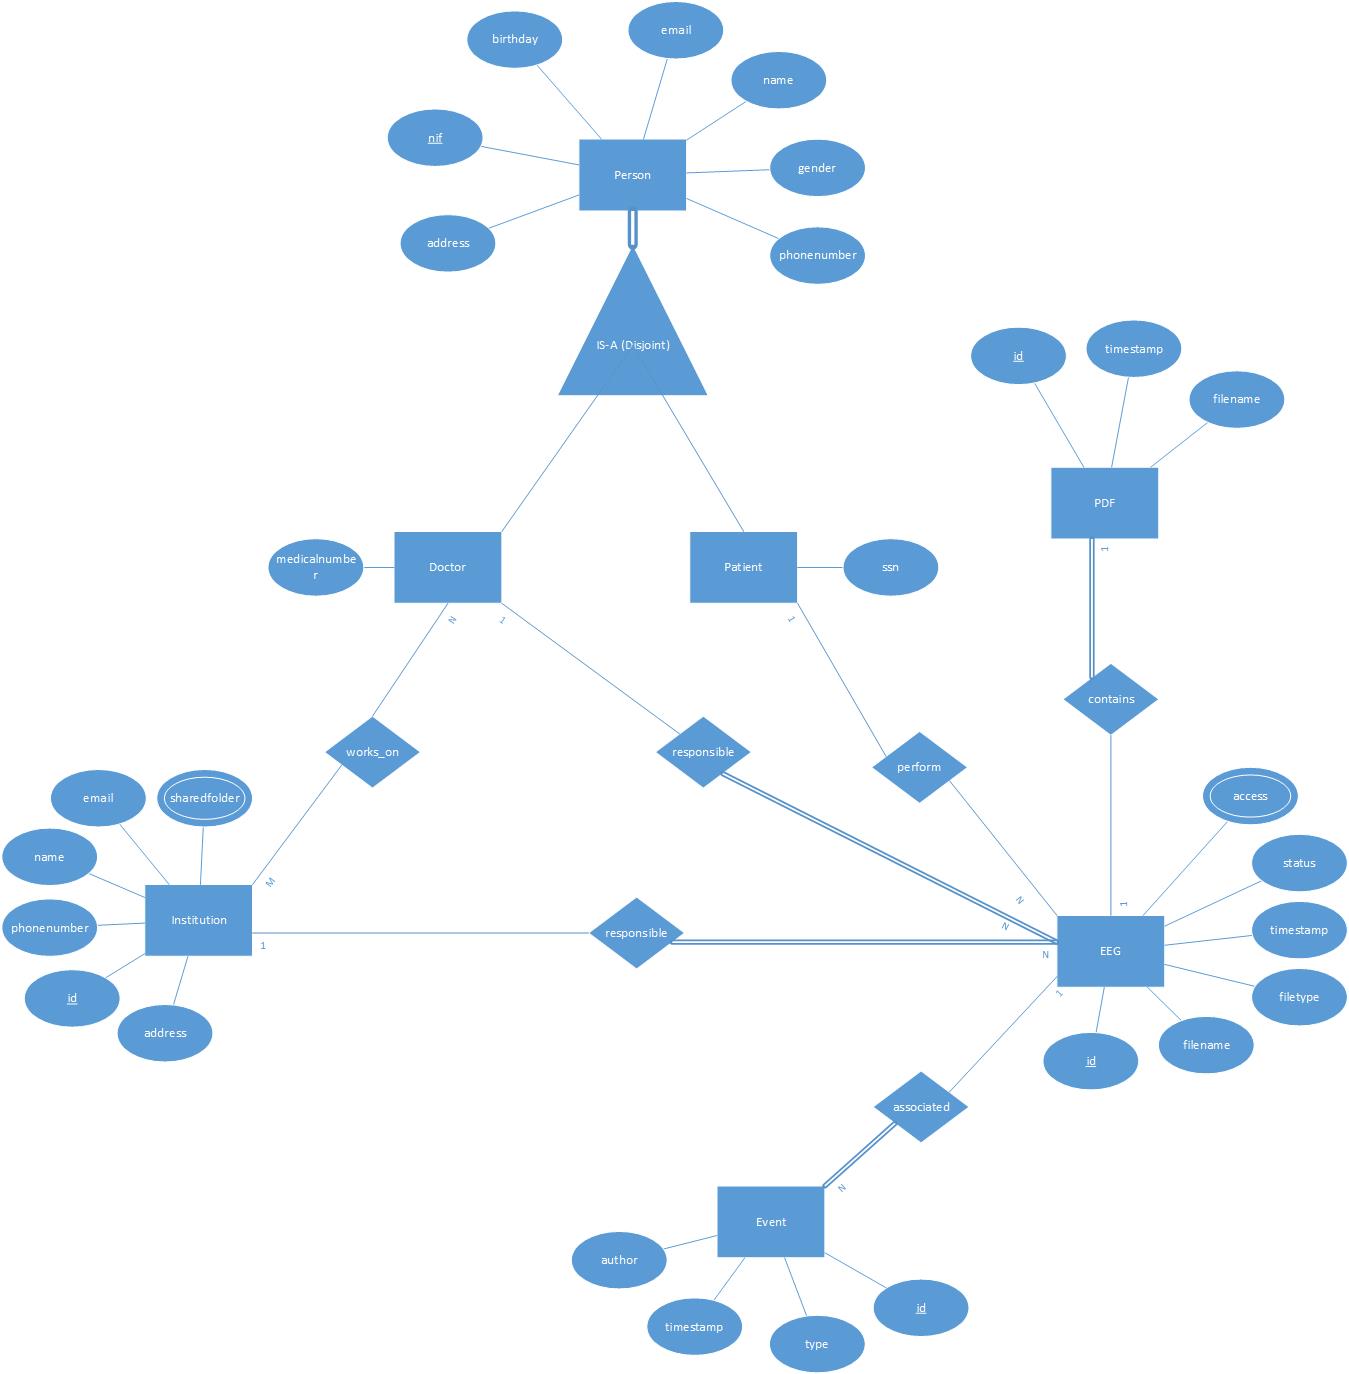 email
birthday
name
nif
gender
Person
address
phonenumber
IS-A (Disjoint)
id
timestamp
filename
PDF
1
medicalnumbe
r
Doctor
Patient
ssn
N
1
1
contains
works_on
responsible
perform
email
sharedfolder
access
name
status
M
N
1
Institution
phonenumber
N
timestamp
responsible
1
N
EEG
id
1
filetype
address
filename
id
associated
N
Event
author
id
timestamp
type